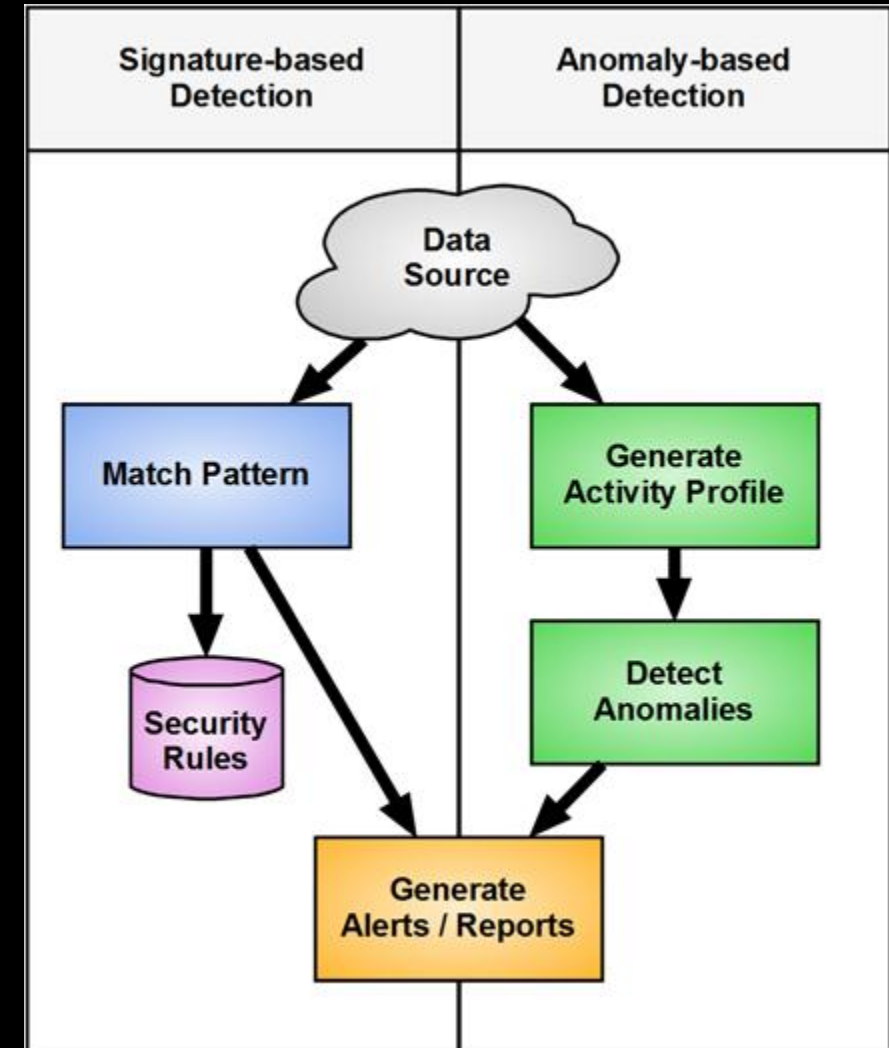 Signature-based
Detection
Anomaly-based
Detection
Data
Source
Match Pattern
Generate
Activity Profile
Security
Rules
Detect
Anomalies
Generate
Alerts / Reports